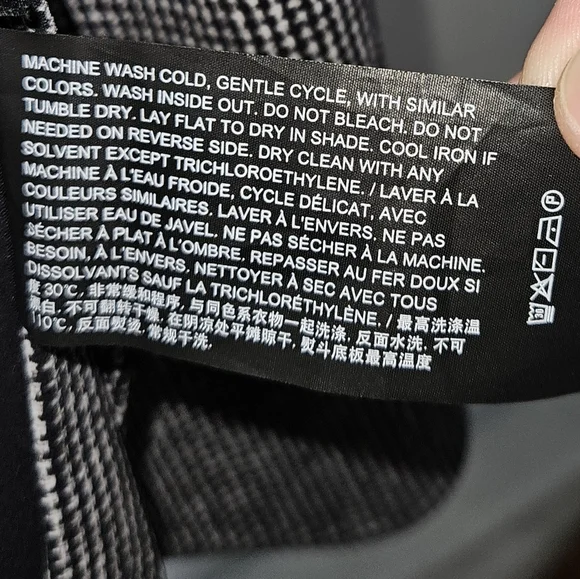 MACHINE WASH COLD, GENTLE CYCLE, WITH SIMILAR
COLORS. WASH INSIDE OUT. DO NOT BLEACH. DO NOT
TUMBLE DRY. LAY FLAT TO DRY IN SHADE. COOL IRON IF
NEEDED ON REVERSE SIDE. DRY CLEAN WITH ANY
SOLVENT EXCEPT TRICHLOROETHYLENE. / LAVER À LA
MACHINE À L'EAU FROIDE, CYCLE DÉLICAT, AVEC
COULEURS SIMILAIRES. LAVER À L'ENVERS. NE PAS
UTILISER EAU DE JAVEL. NE PAS SÉCHER À LA MACHINE.
SÉCHER À PLAT À L'OMBRE. REPASSER AU FER DOUX SI
BESOIN, À L'ENVERS. NETTOYER À SEC AVEC TOUS
DISSOLVANTS SAUF LA TRICHLORÉTHYLÈNE. / 最高洗涤温
度 30℃, 非常缓和程序, 与同色系衣物一起洗涤, 反面水洗. 不可
漂白. 不可翻转干燥, 在阴凉处平摊晾干, 熨斗底板最高温度
110℃, 反面熨烫, 常规干洗.
30
P